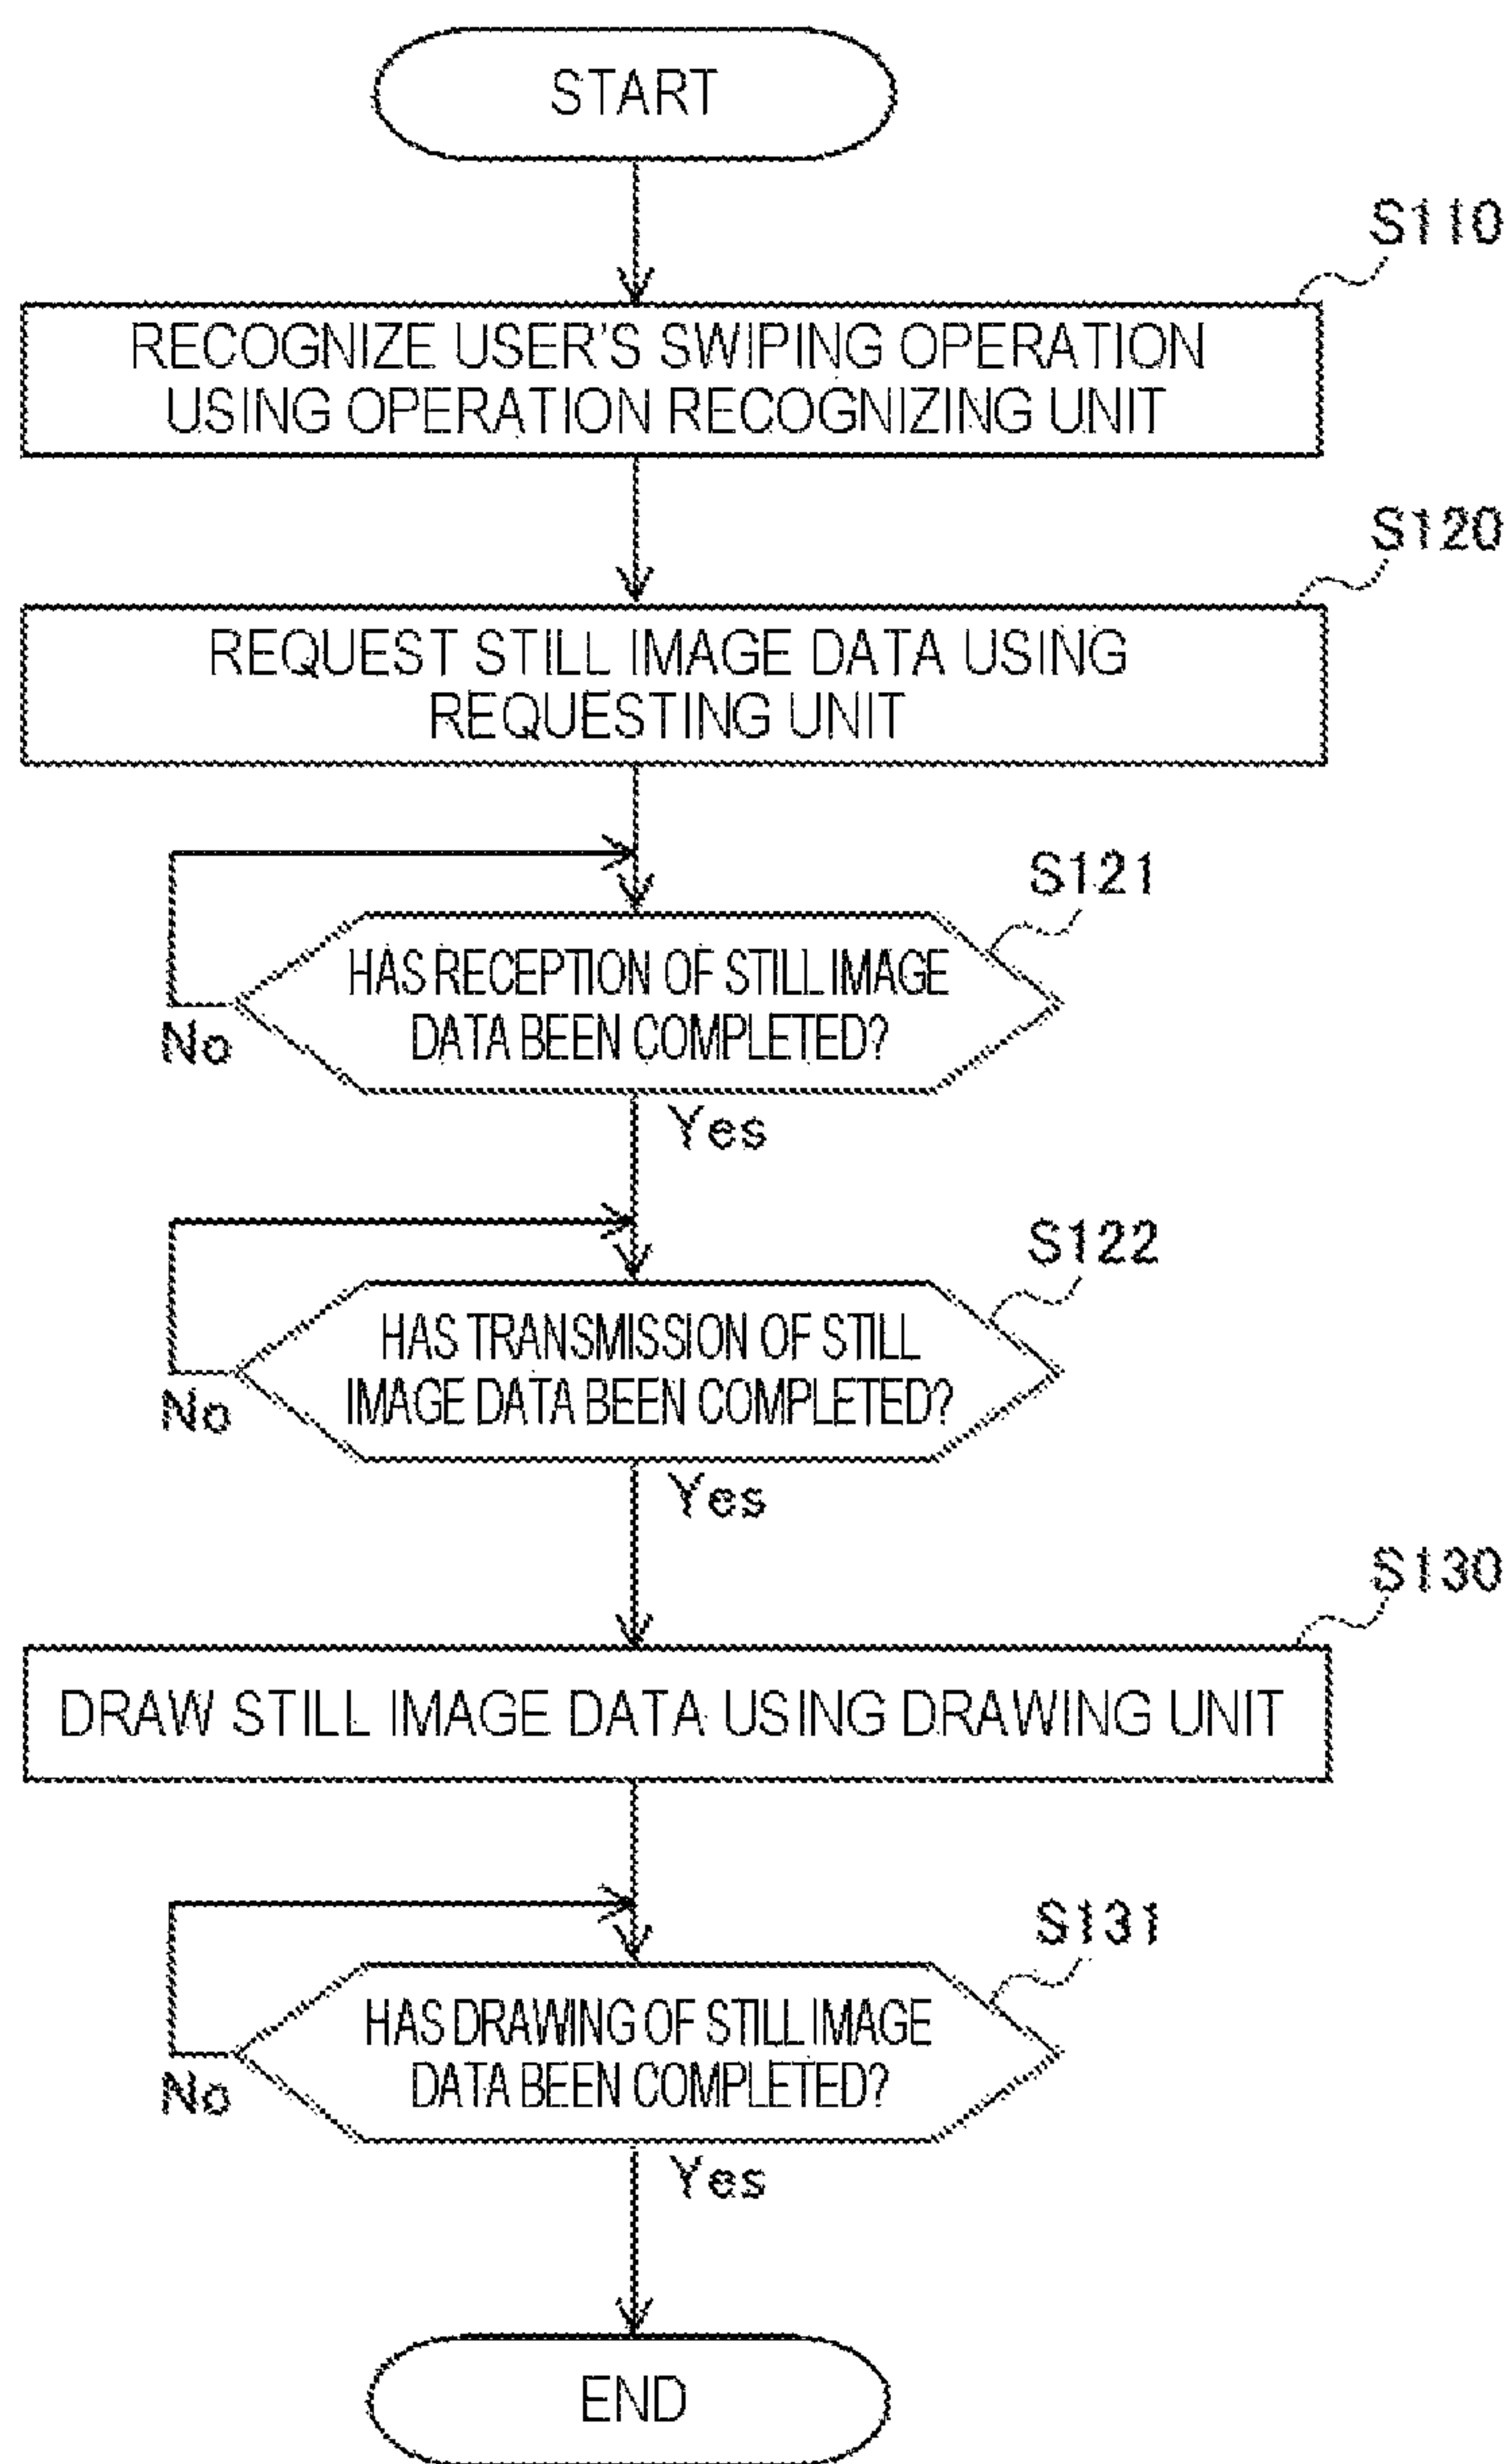 START
S110
RECOGNIZE USER'S SWIPING OPERATION
USING OPERATION RECOGNIZING UNIT
S120
REQUEST STILL IMAGE DATA USING
REQUESTING UNIT
S121
HAS RECEPTION OF STILL IMAGE
DATA BEEN COMPLETED?
No
Yes
S122
HAS TRANSMISSION OF STILL
IMAGE DATA BEEN COMPLETED?
No
Yes
S130
DRAW STILL IMAGE DATA USING DRAWING UNIT
S131
HAS DRAWING OF STILL IMAGE
DATA BEEN COMPLETED?
No
Yes
END